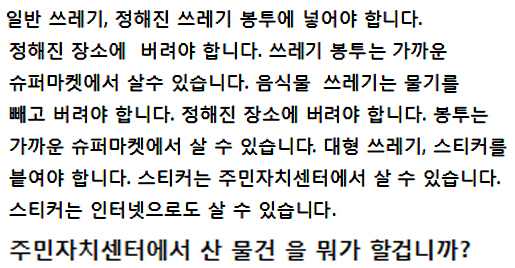 일반 쓰레기, 정해진 쓰레기 봉투에 넣어야 합니다.
정해진 장소에 버려야 합니다. 쓰레기 봉투는 가까운
슈퍼마켓에서 살수 있습니다. 음식물 쓰레기는 물기를
빼고 버려야 합니다. 정해진 장소에 버려야 합니다. 봉투는
가까운 슈퍼마켓에서 살 수 있습니다. 대형 쓰레기, 스티커를
붙여야 합니다. 스티커는 주민자치센터에서 살 수 있습니다.
스티커는 인터넷으로도 살 수 있습니다.
주민자치센터에서 산 물건 을 뭐가 할겁니까?